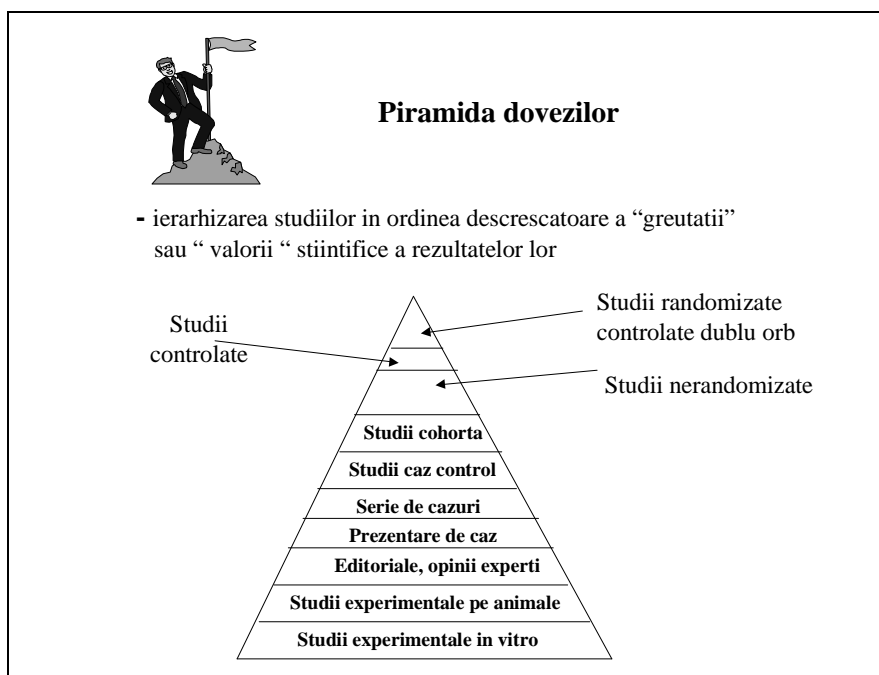 Piramida dovezilor
- ierarhizarea studiilor in ordinea descrescatoare a “greutatii”
sau “ valorii “ stiintifice a rezultatelor lor
Studii randomizate
controlate dublu orb
Studii
controlate
Studii nerandomizate
Studii cohorta
Studii caz control
Serie de cazuri
Prezentare de caz
Editoriale, opinii experti
Studii experimentale pe animale
Studii experimentale in vitro